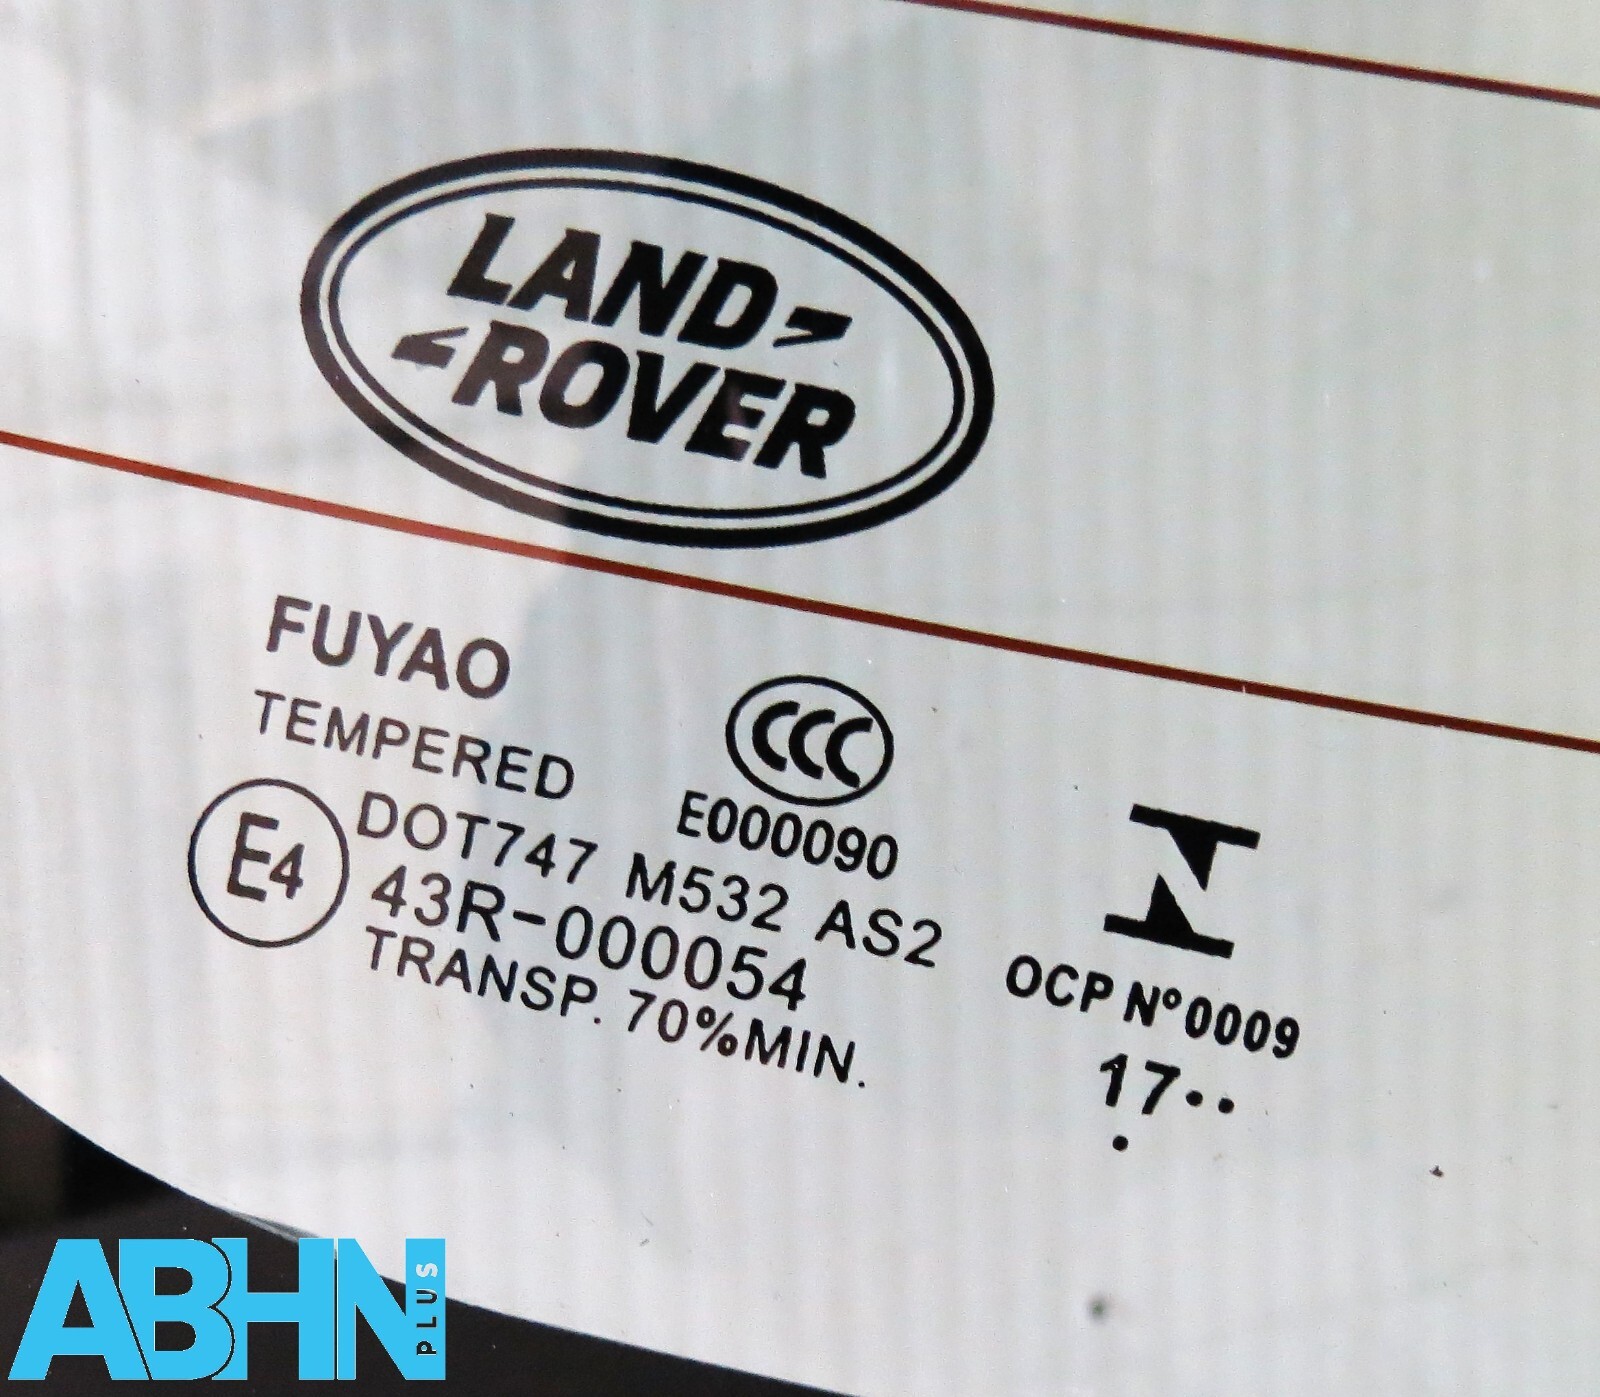 LAND
ROVER
FUYAO
TEMPERED
CCC
E000090
E4
DOT747 M532 AS2
43R-000054
TRANSP. 70%MIN.
OCP Nº0009
17..
.
ABHN
PLUS